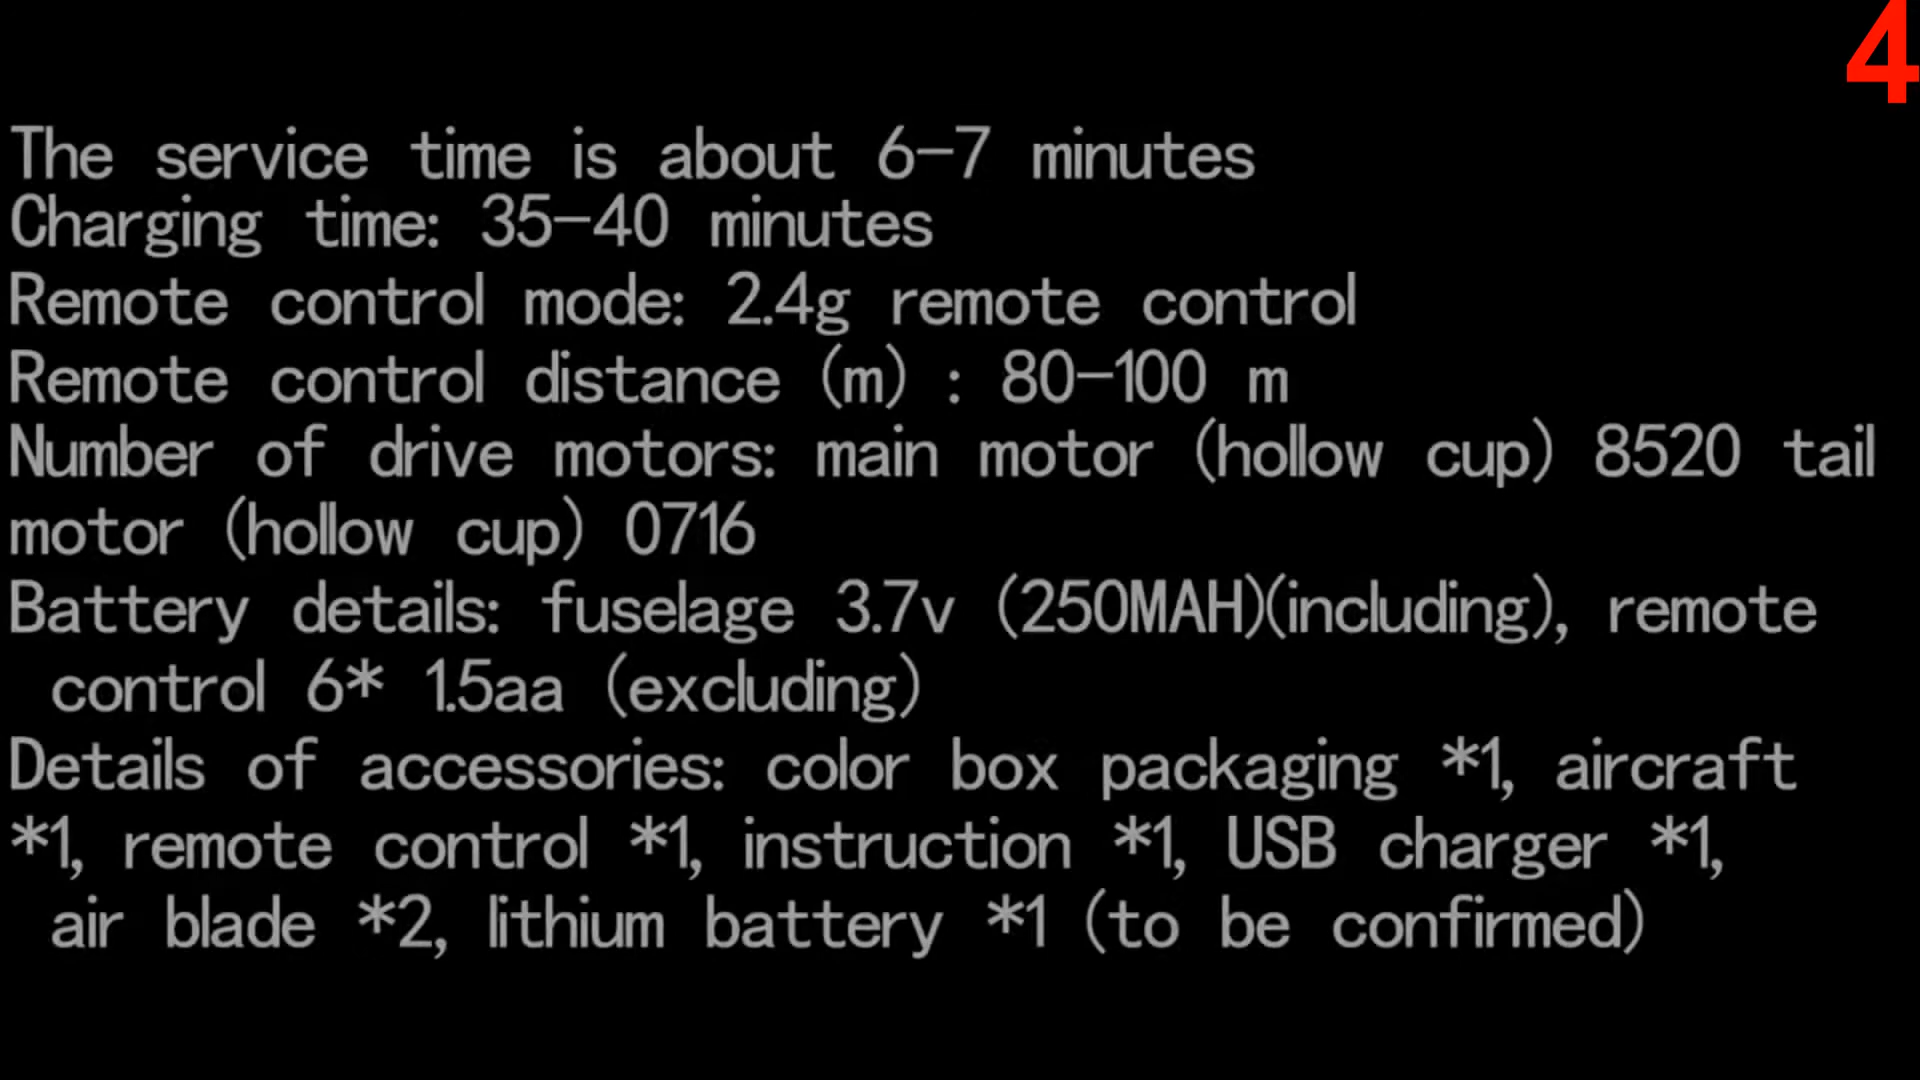 4
The service time is about 6-7 minutes
Charging time: 35-40 minutes
Remote control mode: 2.4g remote control
Remote control distance (m) : 80-100 m
Number of drive motors: main motor (hollow cup) 8520 tail
motor (hollow cup) 0716
Battery details: fuselage 3.7v (250MAH)(including), remote
control 6* 1.5aa (excluding)
Details of accessories: color box packaging *1, aircraft
*1, remote control *1, instruction *1, USB charger *1,
air blade *2, lithium battery *1 (to be confirmed)